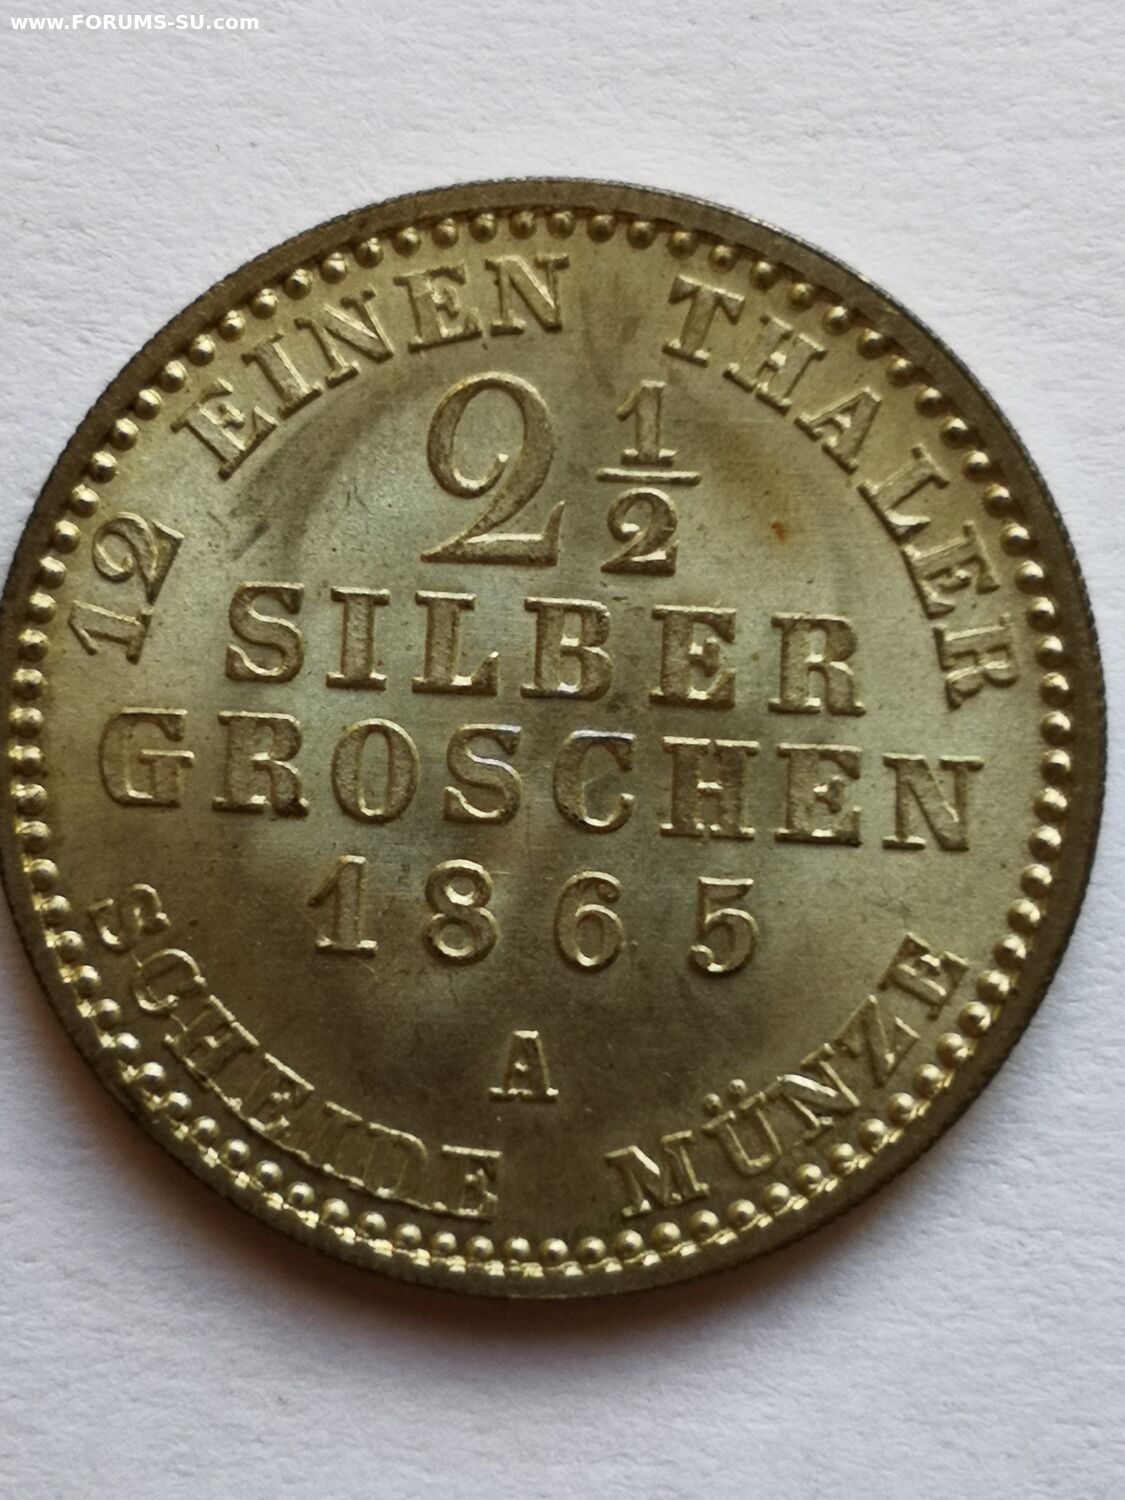 www.FORUMS-SU.com
12 EINEN THALER
2 1/2
SILBER
GROSCHEN
1865
A
SCHEIDE MÜNZE